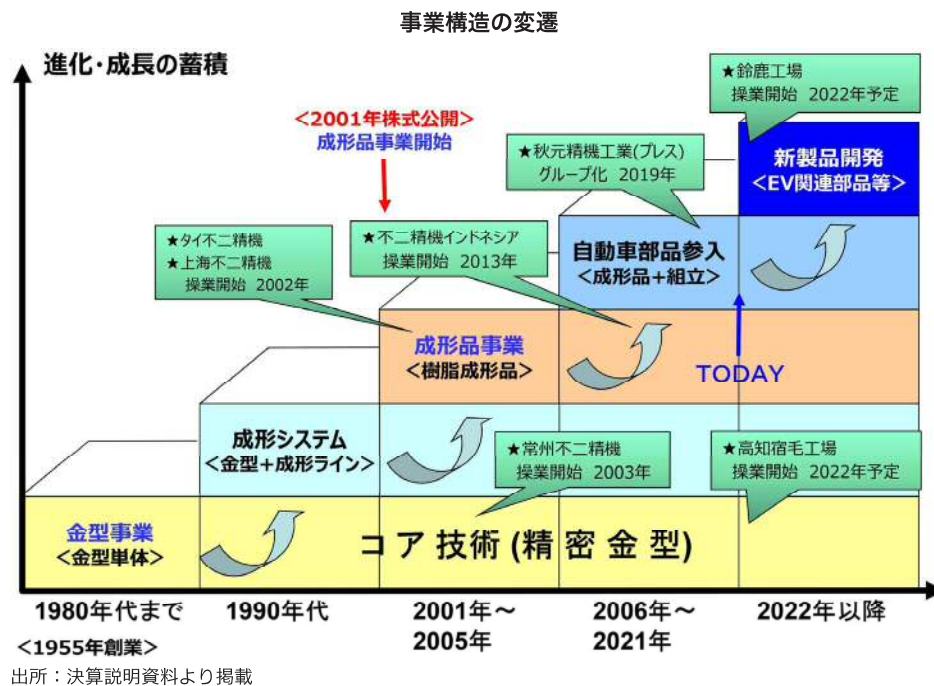 事業構造の変遷
進化・成長の蓄積
★鈴鹿工場
操業開始 2022年予定
<2001年株式公開>
成形品事業開始
★秋元精機工業(プレス)
グループ化 2019年
新製品開発
<EV関連部品等>
★タイ不二精機
★上海不二精機
操業開始 2002年
★不二精機インドネシア
操業開始 2013年
自動車部品参入
<成形品+組立>
成形品事業
<樹脂成形品>
TODAY
成形システム
<金型+成形ライン>
★常州不二精機
操業開始 2003年
★高知宿毛工場
操業開始 2022年予定
金型事業
<金型単体>
コア技術(精密金型)
1980年代まで
1990年代
2001年～
2005年
2006年～
2021年
2022年以降
<1955年創業>
出所：決算説明資料より掲載